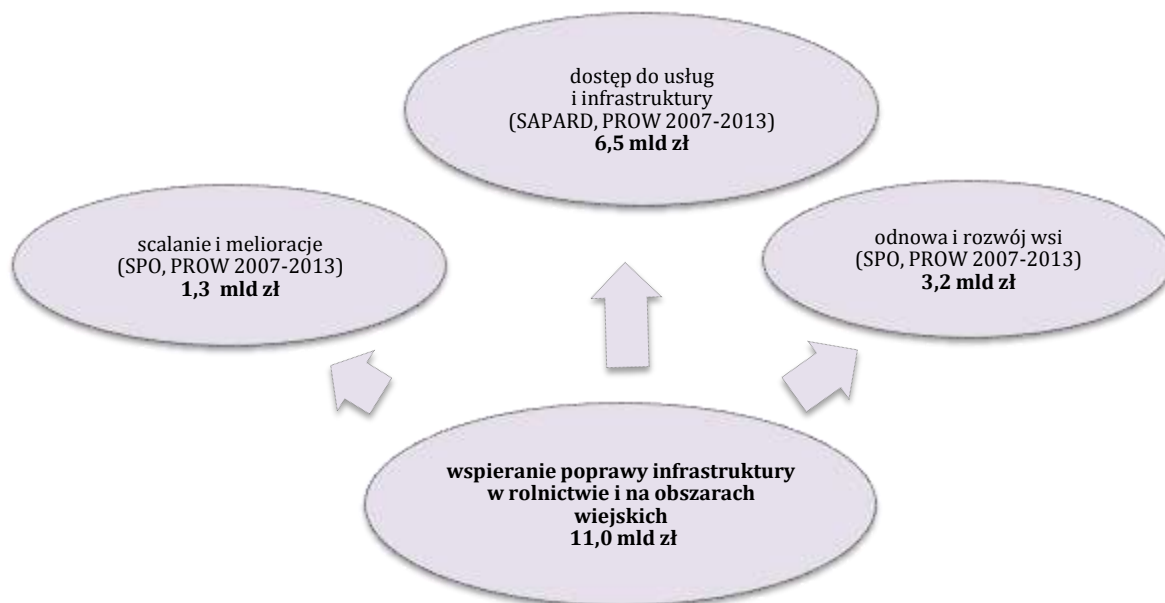 dostęp do usług
i infrastruktury
(SAPARD, PROW 2007-2013)
6,5 mld zł
scalanie i melioracje
(SPO, PROW 2007-2013)
1,3 mld zł
odnowa i rozwój wsi
(SPO, PROW 2007-2013)
3,2 mld zł
wspieranie poprawy infrastruktury
w rolnictwie i na obszarach
wiejskich
11,0 mld zł